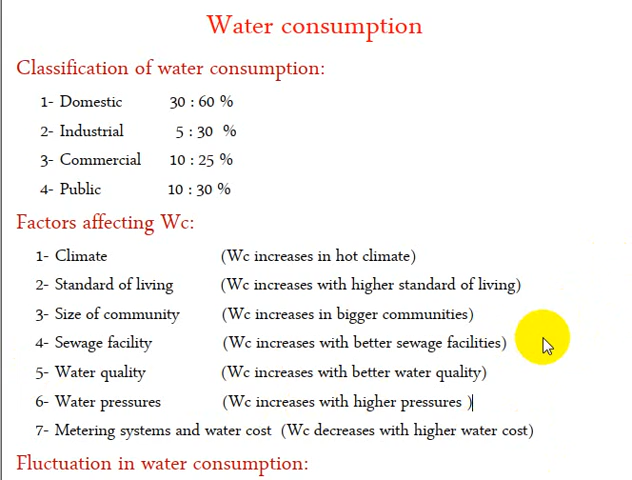 Water consumption
Classification of water consumption:
1- Domestic 30 : 60 %
2- Industrial 5 : 30 %
3- Commercial 10 : 25 %
4- Public 10 : 30 %
Factors affecting Wc:
1- Climate (Wc increases in hot climate)
2- Standard of living (Wc increases with higher standard of living)
3- Size of community (Wc increases in bigger communities)
4- Sewage facility (Wc increases with better sewage facilities)
5- Water quality (Wc increases with better water quality)
6- Water pressures (Wc increases with higher pressures )
7- Metering systems and water cost (Wc decreases with higher water cost)
Fluctuation in water consumption: